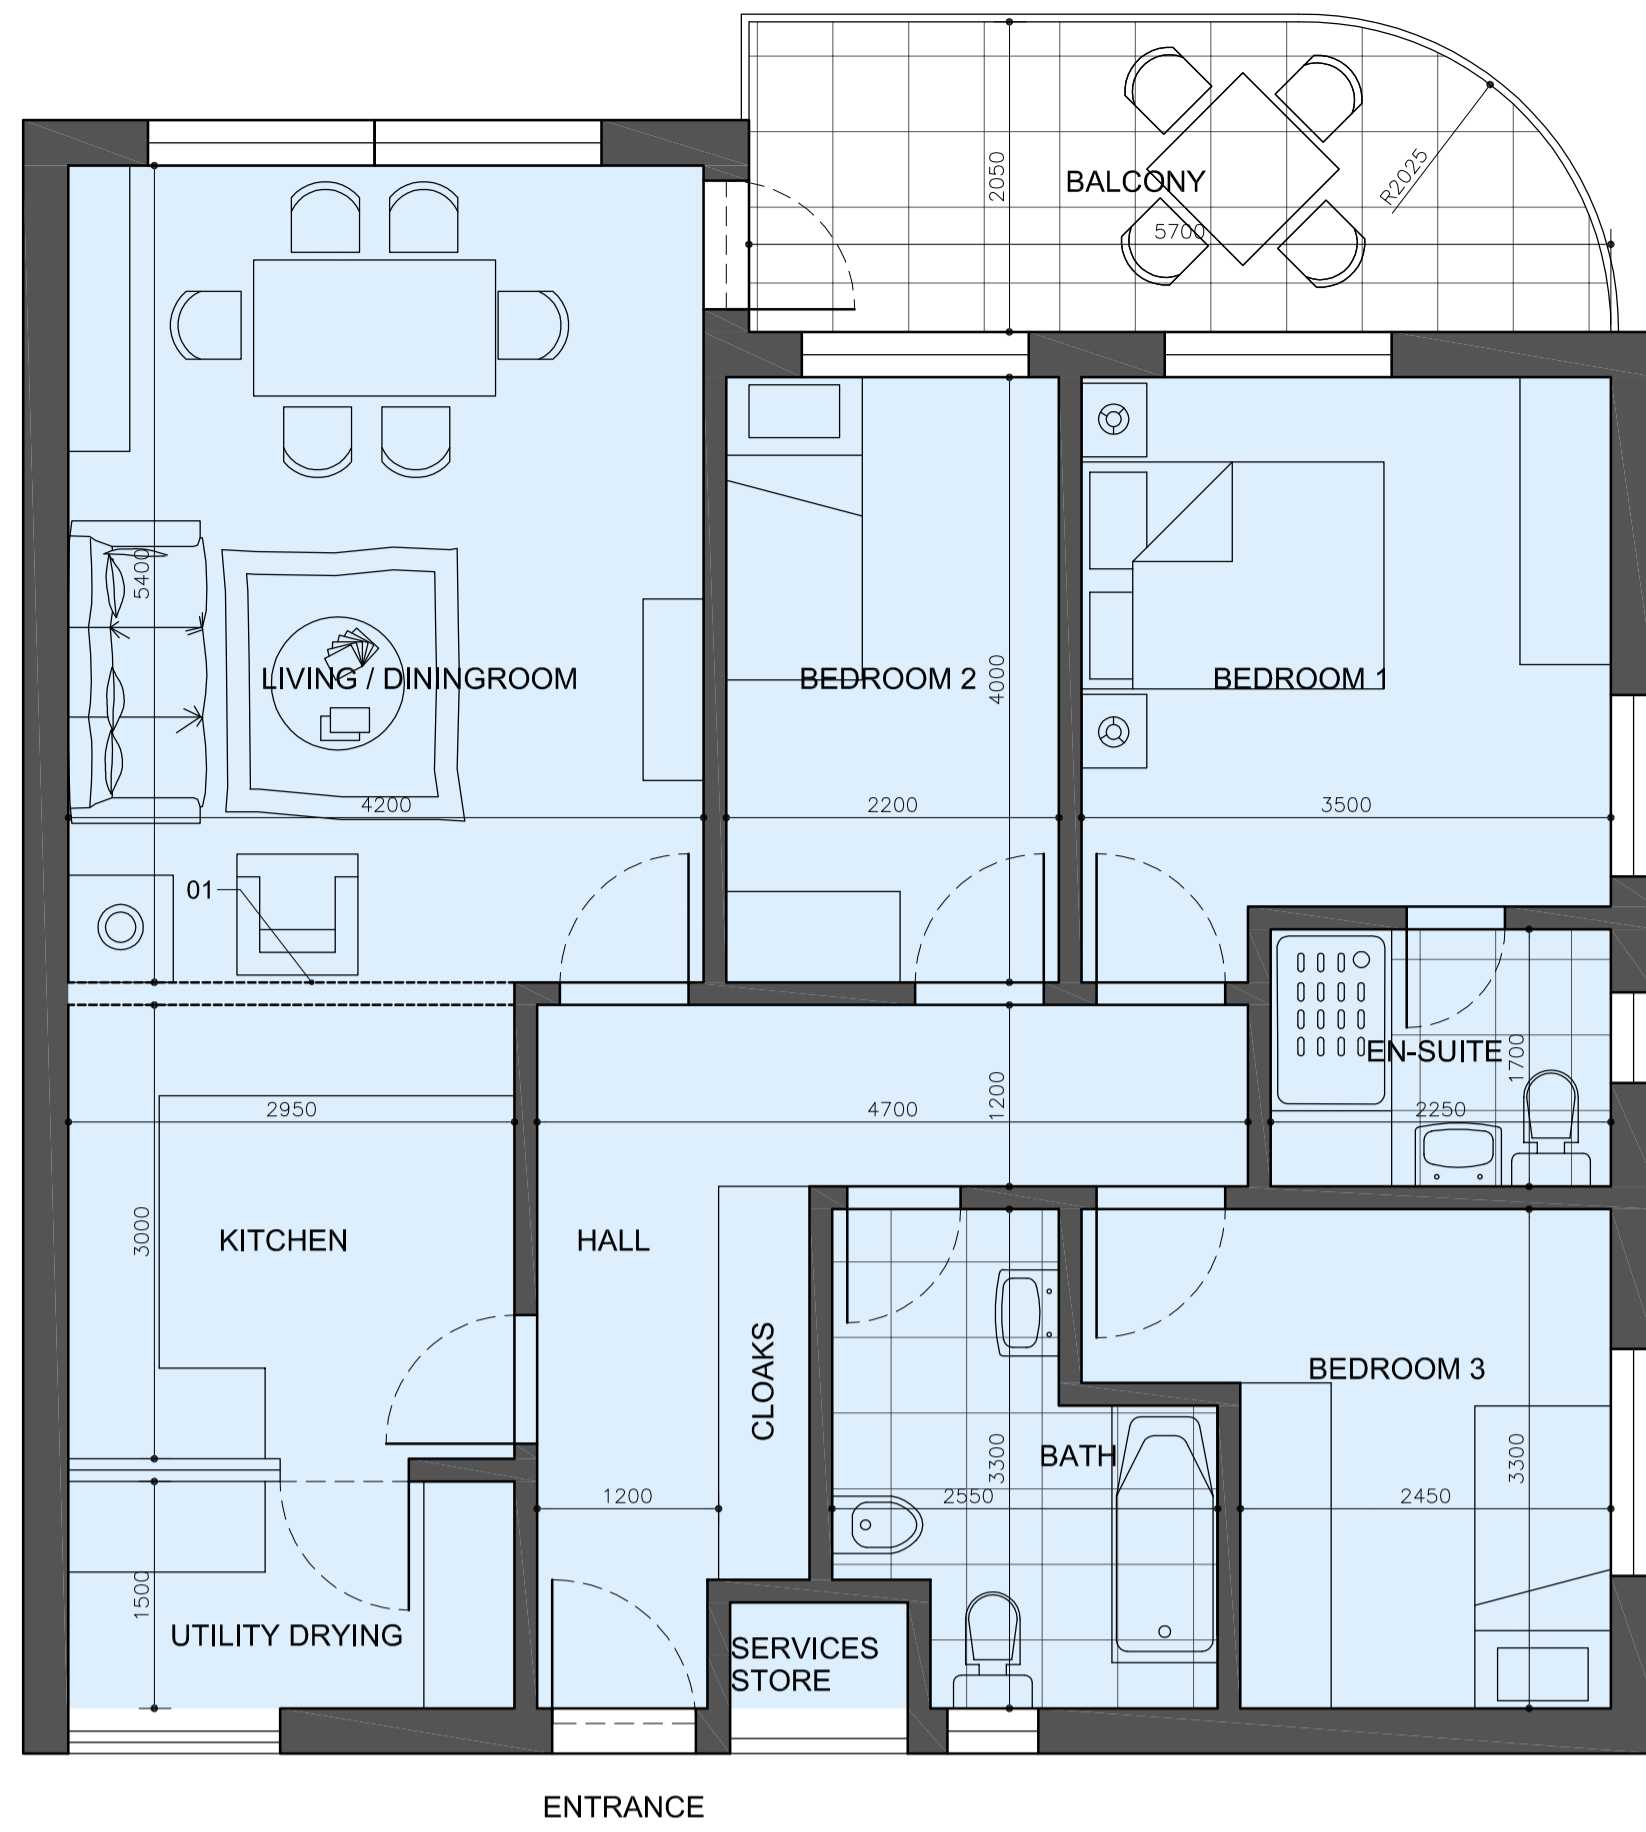 2050
BALCONY
R2025
5700
5400
LIVING / DININGROOM
BEDROOM 2
4000
BEDROOM 1
4200
2200
3500
01
EN-SUITE
1700
2950
4700
1200
2250
3000
KITCHEN
HALL
CLOAKS
BEDROOM 3
BATH
3300
3300
1200
2550
2450
1500
UTILITY DRYING
SERVICES
STORE
ENTRANCE